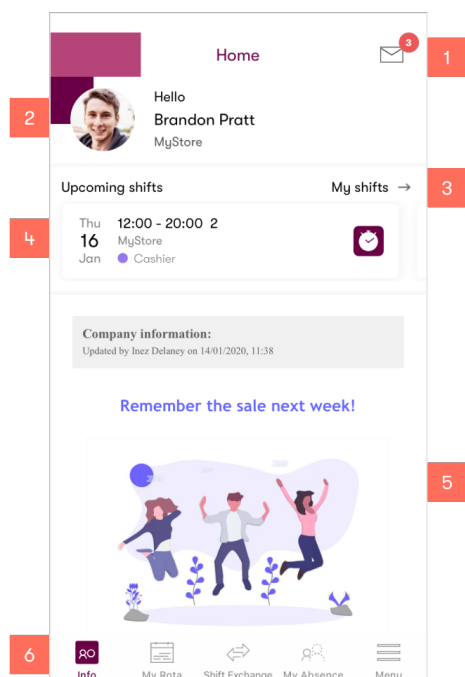 Home
3
1
2
Hello
Brandon Pratt
MyStore
Upcoming shifts
My shifts →
3
4
Thu
16
Jan
12:00 - 20:00 2
MyStore
Cashier
Company information:
Updated by Inez Delaney on 14/01/2020, 11:38
Remember the sale next week!
5
6
Info
My Rota
Shift Exchange
My Absence
Menu